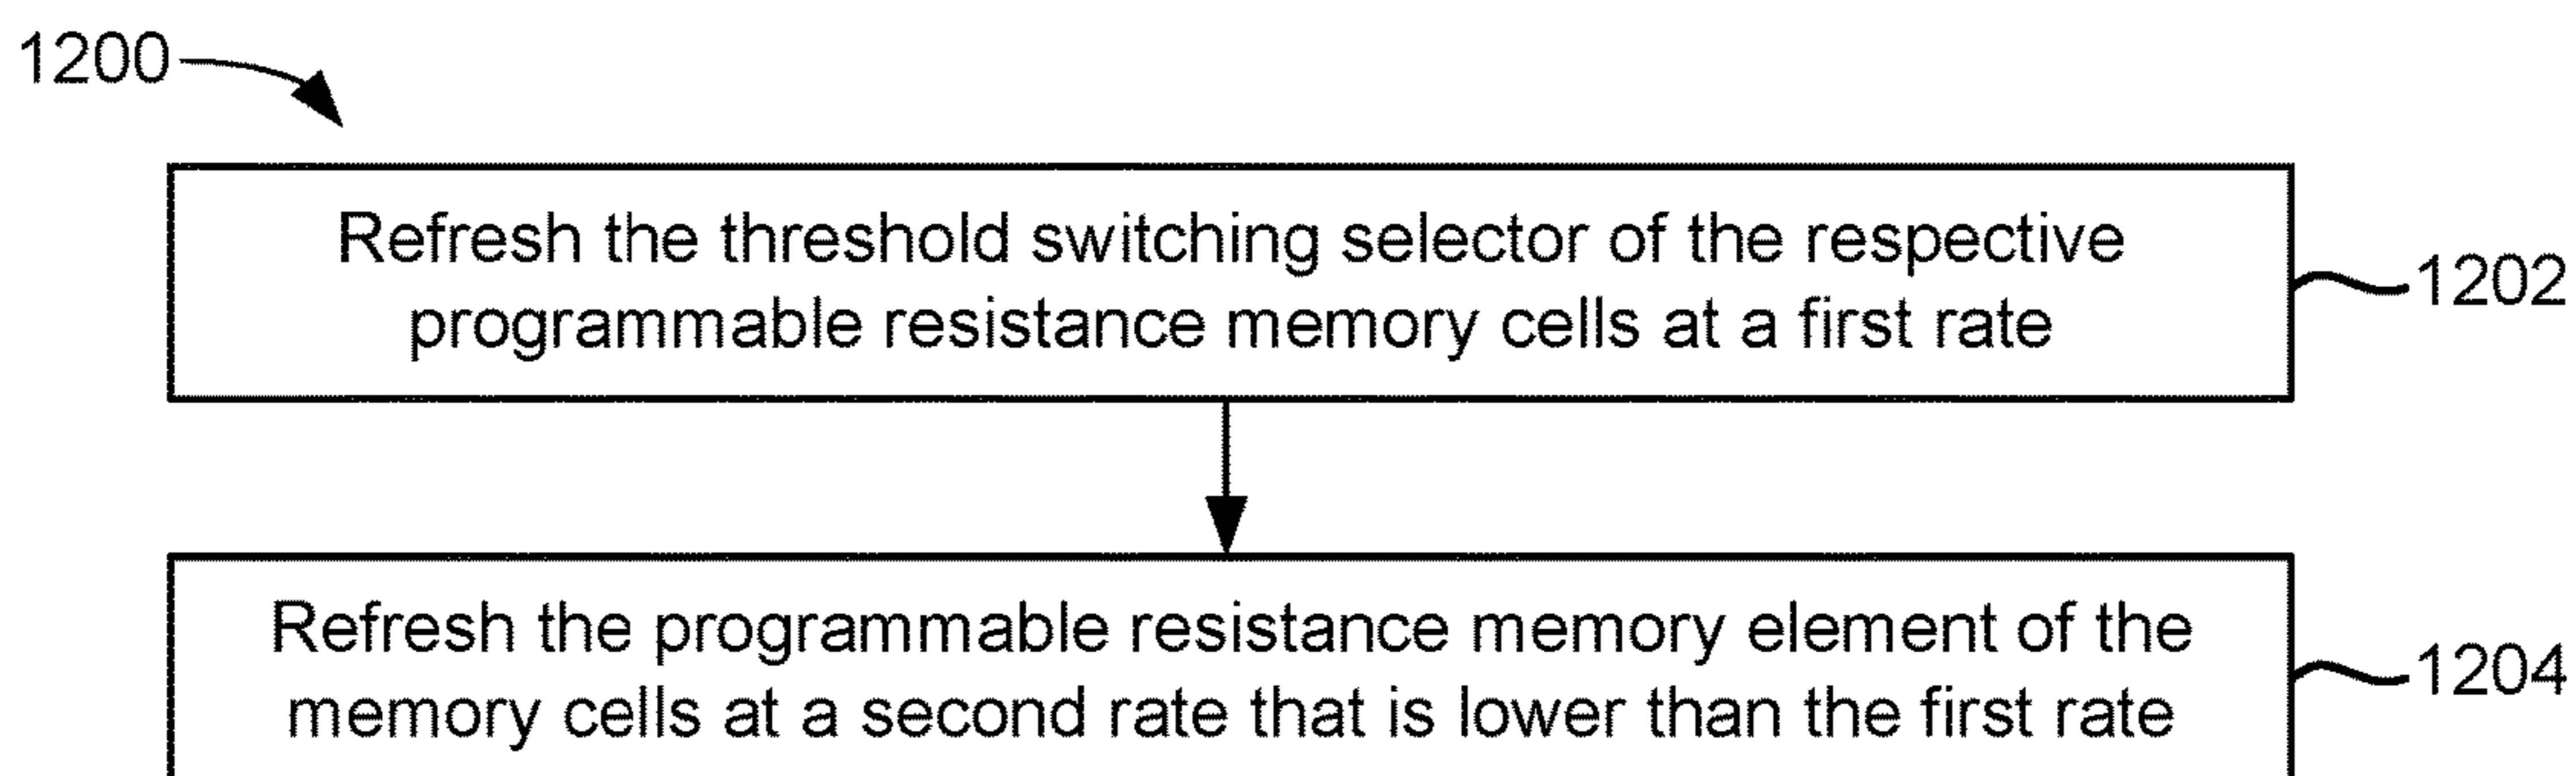 1200
Refresh the threshold switching selector of the respective
programmable resistance memory cells at a first rate
1202
Refresh the programmable resistance memory element of the
memory cells at a second rate that is lower than the first rate
1204